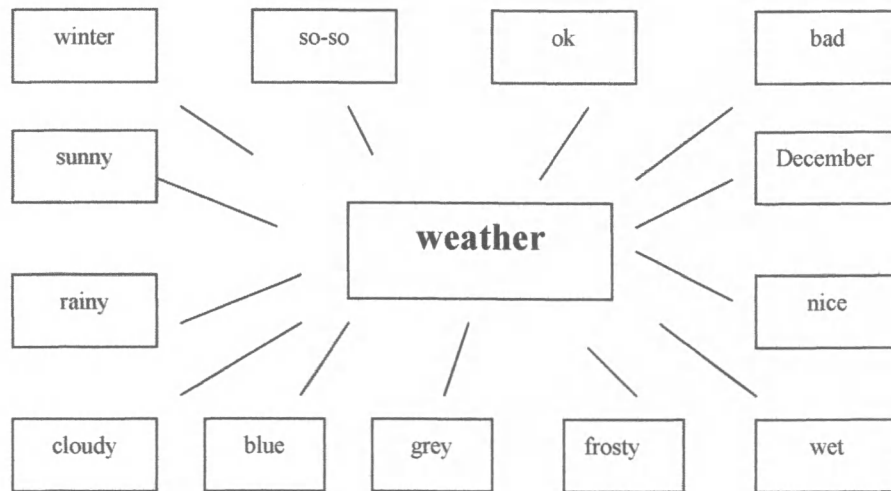 winter
so-so
ok
bad
sunny
December
weather
rainy
nice
cloudy
blue
grey
frosty
wet